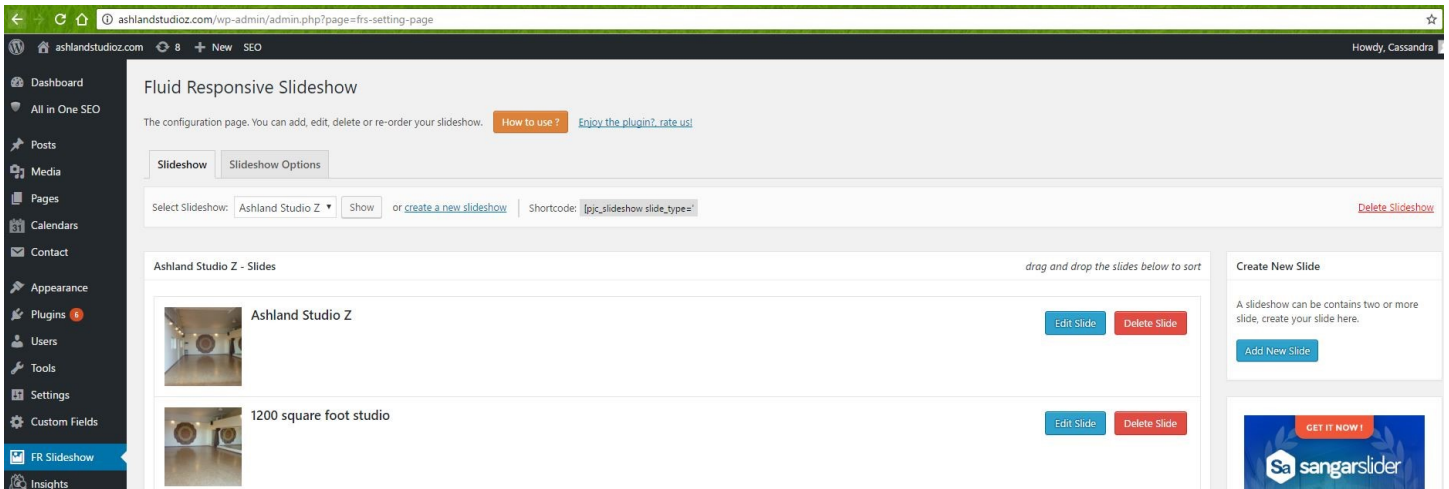 ashlandstudioz.com/wp-admin/admin.php?page=frs-setting-page
ashlandstudioz.com 8 + New SEO Howdy, Cassandra
Dashboard
All in One SEO
Posts
Media
Pages
Calendars
Contact
Appearance
Plugins 6
Users
Tools
Settings
Custom Fields
FR Slideshow
Insights
Fluid Responsive Slideshow
The configuration page. You can add, edit, delete or re-order your slideshow. How to use ? Enjoy the plugin?, rate us!
Slideshow Slideshow Options
Select Slideshow: Ashland Studio Z Show or create a new slideshow Shortcode: [pjc_slideshow slide_type=' Delete Slideshow
Ashland Studio Z - Slides drag and drop the slides below to sort
Ashland Studio Z
Edit Slide Delete Slide
1200 square foot studio
Edit Slide Delete Slide
Create New Slide
A slideshow can be contains two or more
slide, create your slide here.
Add New Slide
GET IT NOW !
Sa sangarslider